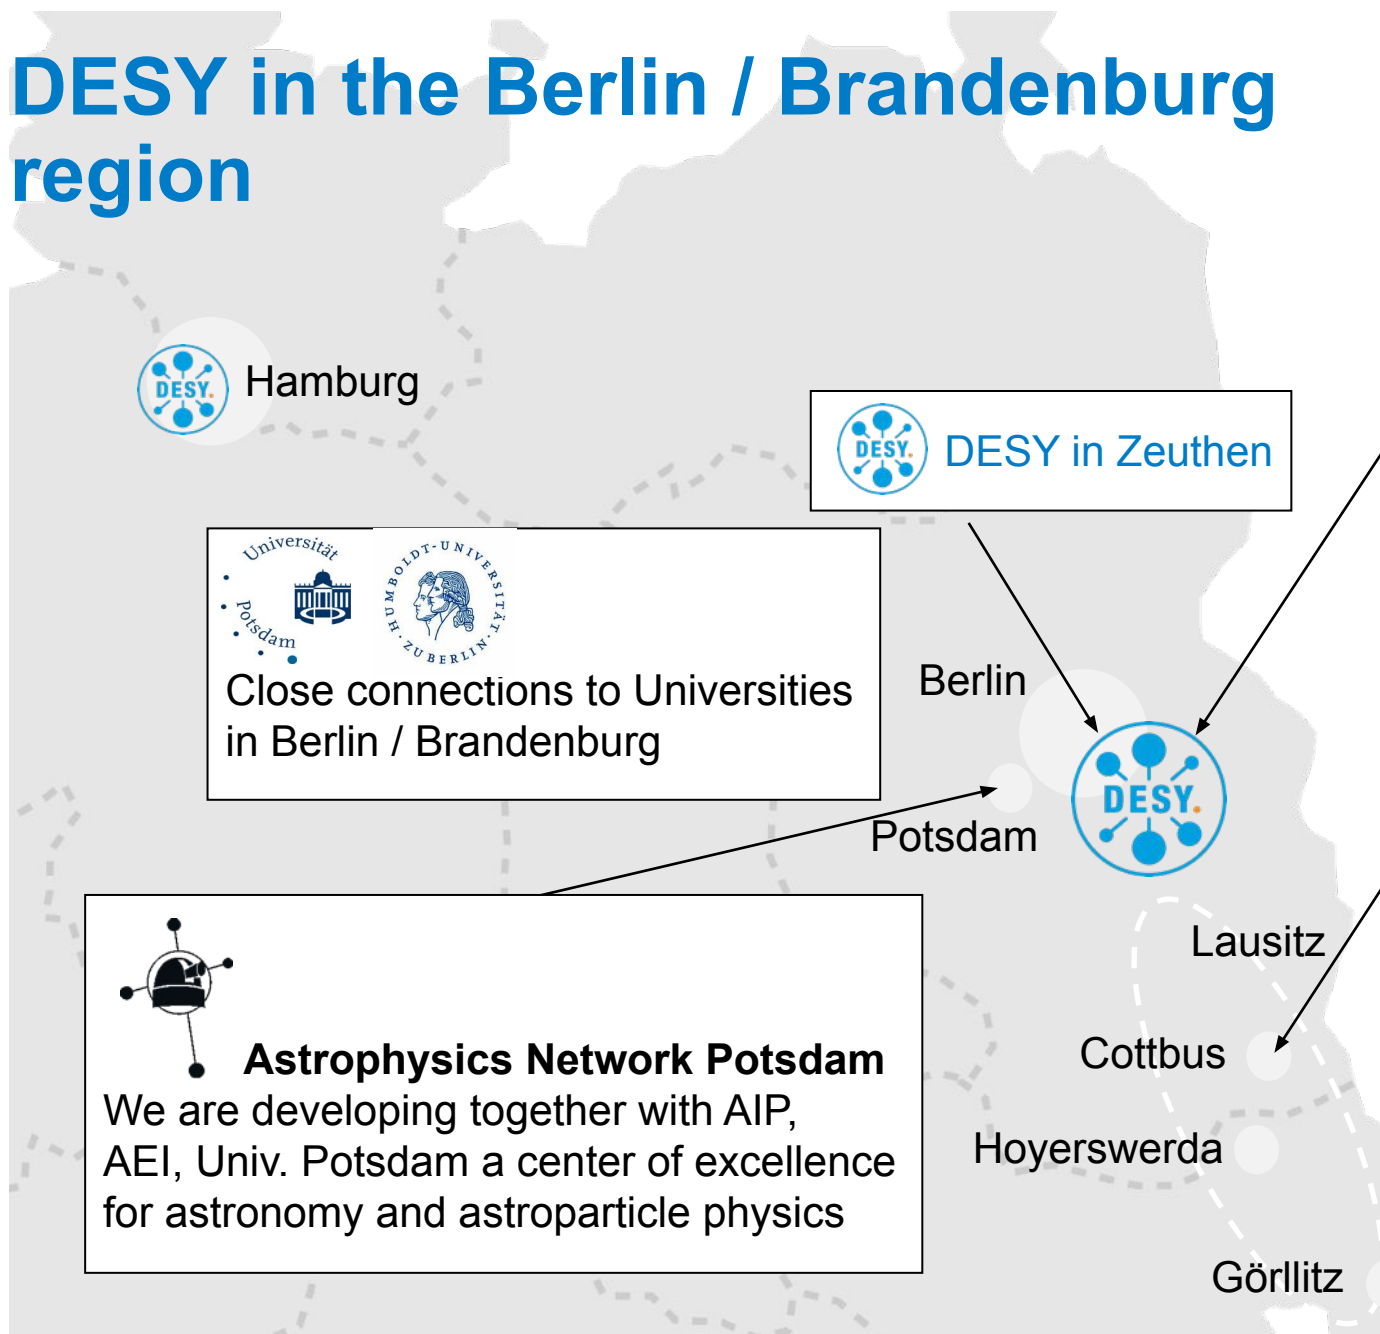 DESY in the Berlin / Brandenburg
region
DESY.
Hamburg
DESY.
DESY in Zeuthen
Universität
Potsdam
HUMBOLDT-UNIVERSITÄT
ZU BERLIN
Close connections to Universities
in Berlin / Brandenburg
Berlin
DESY.
Potsdam
Lausitz
Astrophysics Network Potsdam
We are developing together with AIP,
AEI, Univ. Potsdam a center of excellence
for astronomy and astroparticle physics
Cottbus
Hoyerswerda
Görllitz